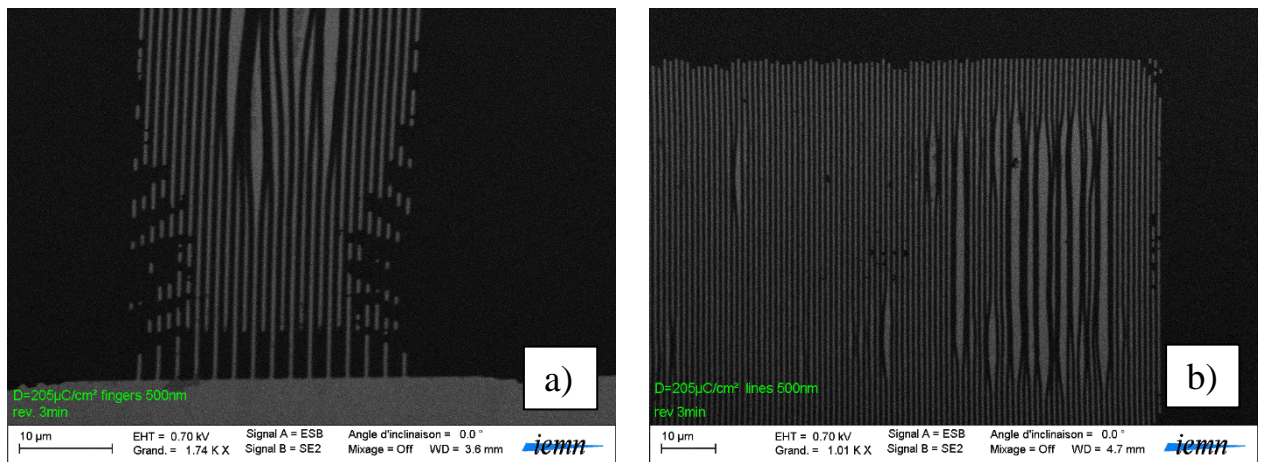 a)
D=205µC/cm² fingers 500nm
rev. 3min
10 µm
EHT = 0.70 kV
Signal A = ESB
Angle d'inclinaison = 0.0 °
Grand. = 1.74 K X
Signal B = SE2
Mixage = Off
WD = 3.6 mm
iemn
b)
D=205µC/cm² lines 500nm
rev. 3min
10 µm
EHT = 0.70 kV
Signal A = ESB
Angle d'inclinaison = 0.0 °
Grand. = 1.01 K X
Signal B = SE2
Mixage = Off
WD = 4.7 mm
iemn